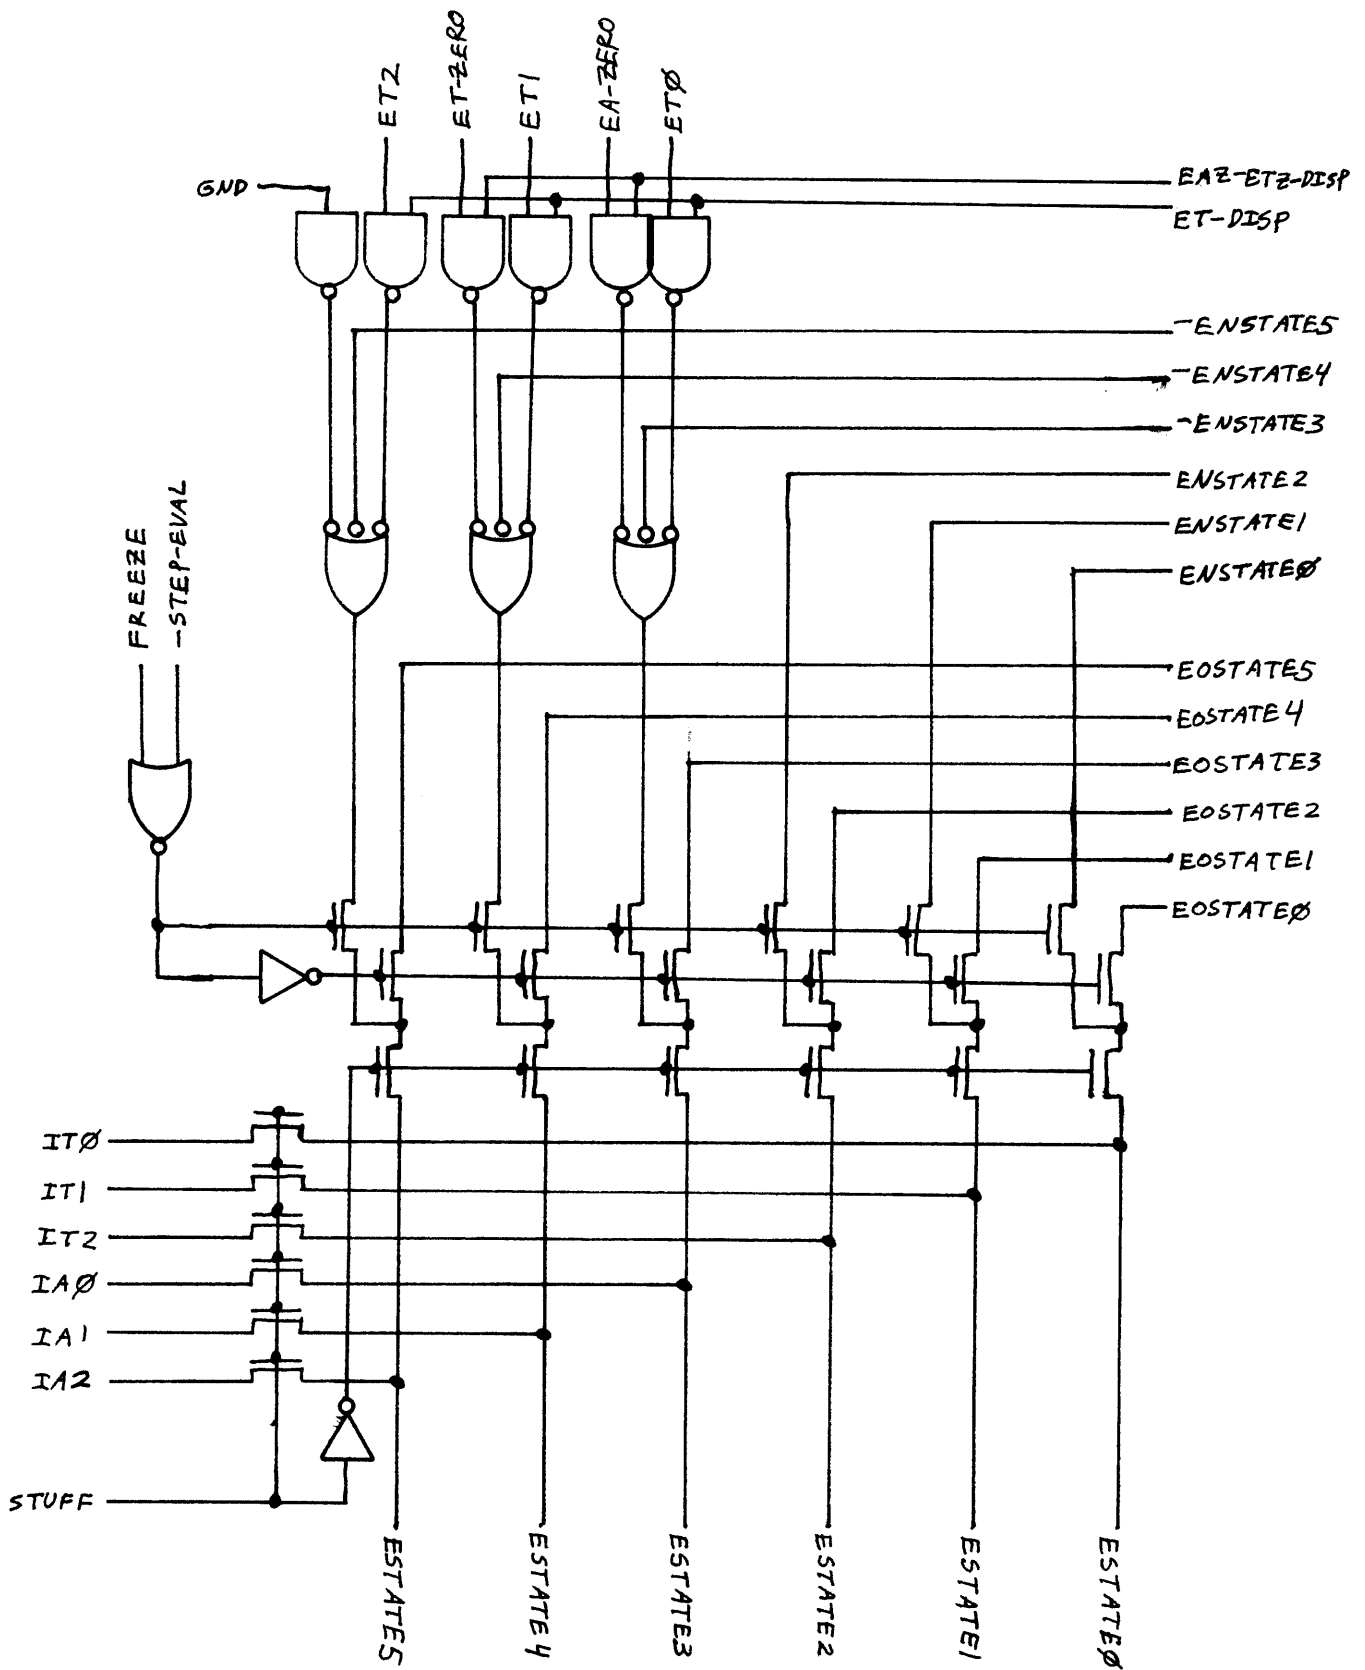 ET2
ET-ZERO
ET1
EA-ZERO
ETØ
GND
EAZ-ETZ-DISP
ET-DISP
-ENSTATE5
-ENSTATE4
-ENSTATE3
ENSTATE2
ENSTATE1
ENSTATEØ
FREEZE
-STEP-EVAL
EOSTATE5
EOSTATE4
EOSTATE3
EOSTATE2
EOSTATE1
EOSTATEØ
ITØ
IT1
IT2
IAØ
IA1
IA2
STUFF
ESTATE5
ESTATE4
ESTATE3
ESTATE2
ESTATE1
ESTATEØ